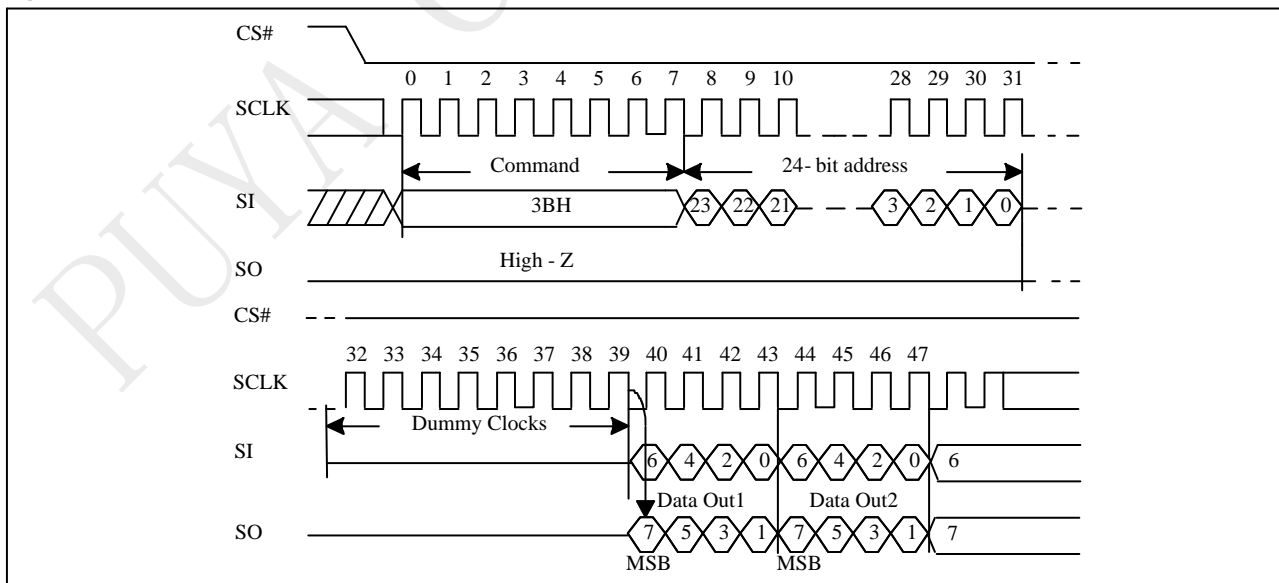 CS#
0 1 2 3 4 5 6 7 8 9 10 28 29 30 31
SCLK
Command 24- bit address
SI 3BH 23 22 21 3 2 1 0
SO High - Z
CS#
32 33 34 35 36 37 38 39 40 41 42 43 44 45 46 47
SCLK
Dummy Clocks
SI 6 4 2 0 6 4 2 0 6
Data Out1 Data Out2
SO 7 5 3 1 7 5 3 1 7
MSB MSB
PUYA